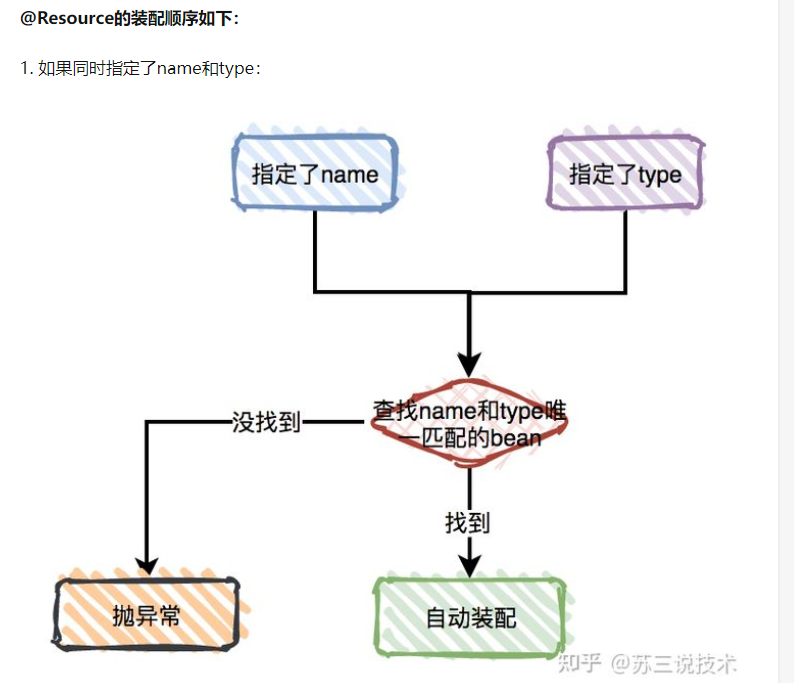 @Resource的装配顺序如下：
1. 如果同时指定了name和type：
指定了name
指定了type
查找name和type唯
一匹配的bean
没找到
找到
抛异常
自动装配
知乎 @苏三说技术